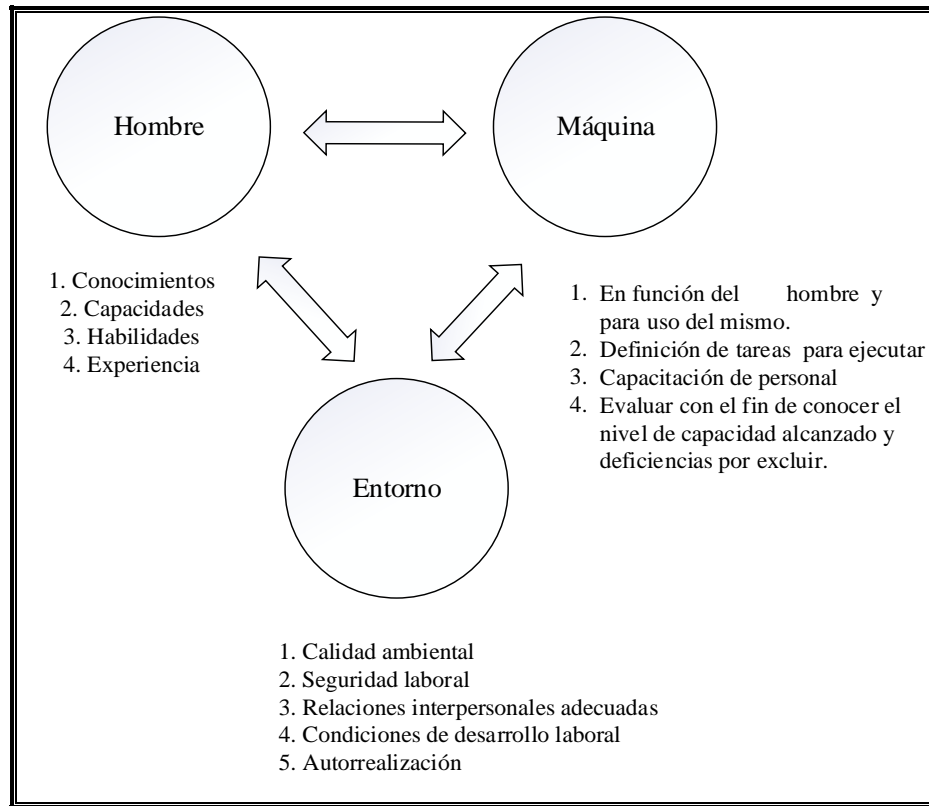 Hombre
Máquina
1. Conocimientos
2. Capacidades
3. Habilidades
4. Experiencia
1. En función del hombre y
para uso del mismo.
2. Definición de tareas para ejecutar
3. Capacitación de personal
4. Evaluar con el fin de conocer el
nivel de capacidad alcanzado y
deficiencias por excluir.
Entorno
1. Calidad ambiental
2. Seguridad laboral
3. Relaciones interpersonales adecuadas
4. Condiciones de desarrollo laboral
5. Autorrealización